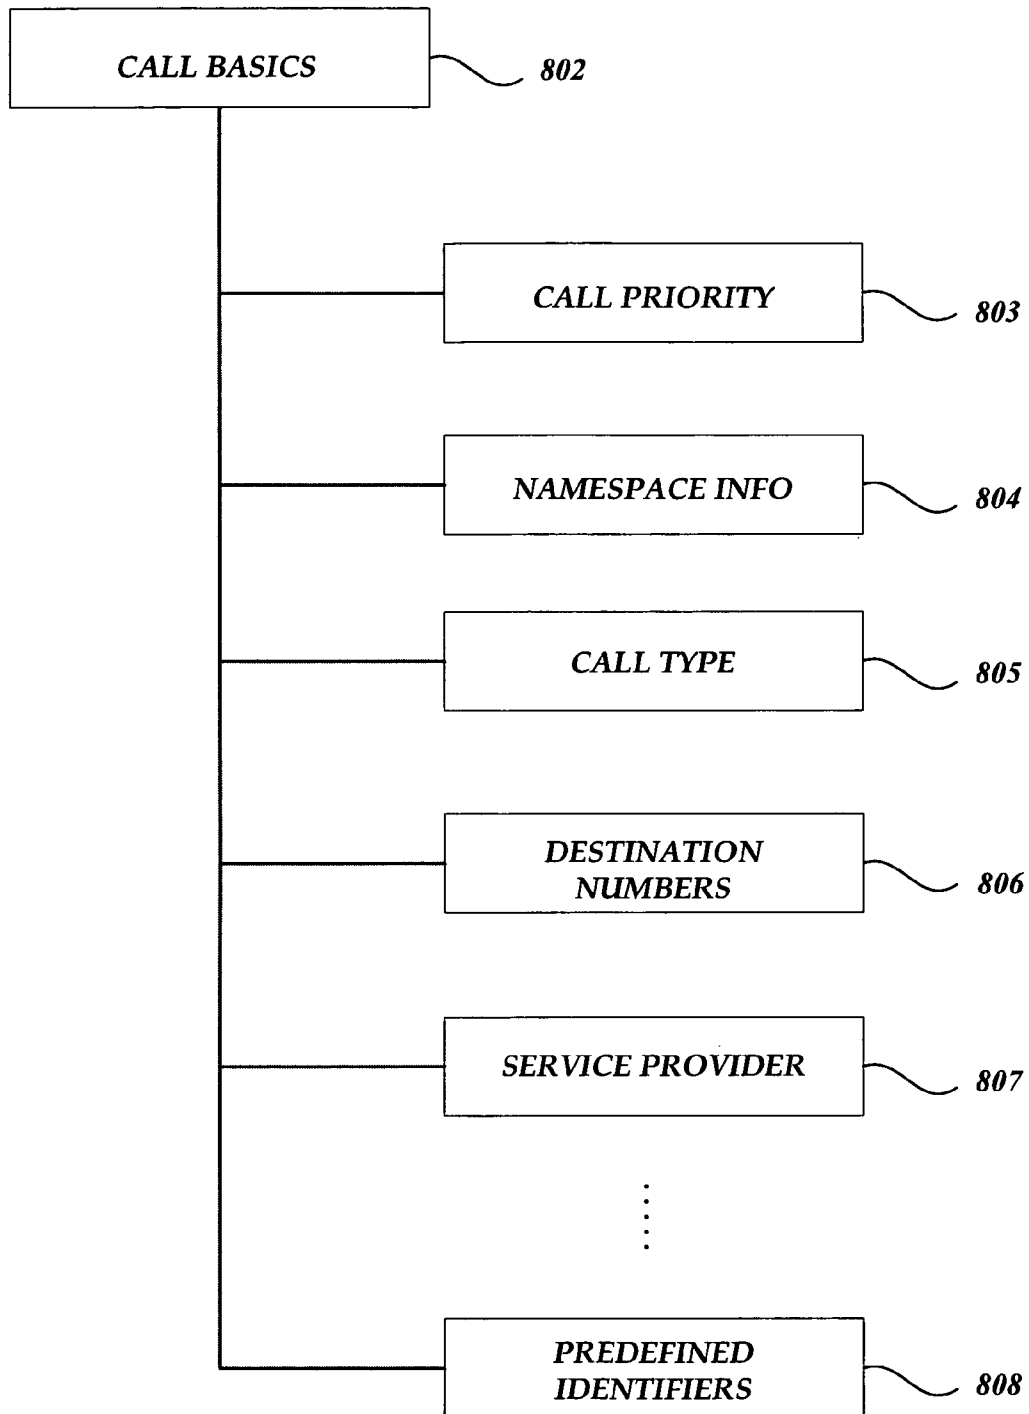 CALL BASICS
802
CALL PRIORITY
803
NAMESPACE INFO
804
CALL TYPE
805
DESTINATION
NUMBERS
806
SERVICE PROVIDER
807
PREDEFINED
IDENTIFIERS
808